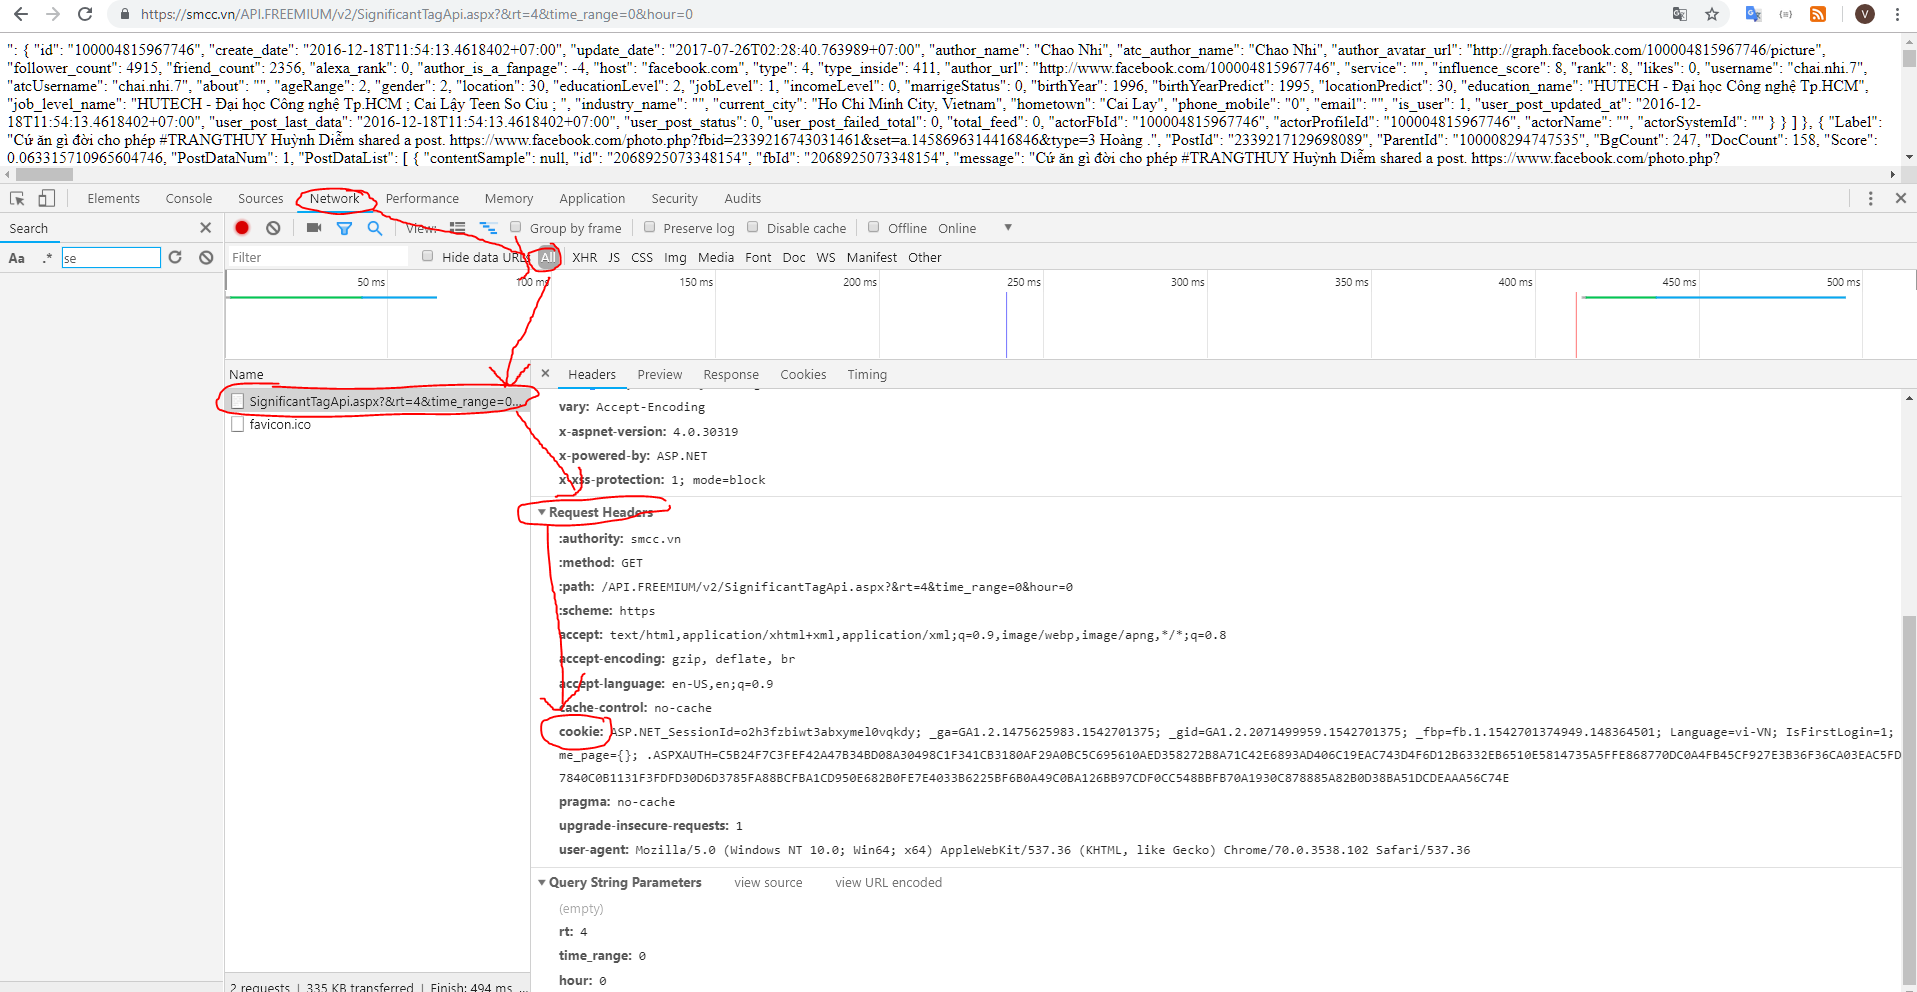 https://smcc.vn/API.FREEMIUM/v2/SignificantTagApi.aspx?&rt=4&time_range=0&hour=0
V
": { "id": "100004815967746", "create_date": "2016-12-18T11:54:13.4618402+07:00", "update_date": "2017-07-26T02:28:40.763989+07:00", "author_name": "Chao Nhi", "atc_author_name": "Chao Nhi", "author_avatar_url": "http://graph.facebook.com/100004815967746/picture",
"follower_count": 4915, "friend_count": 2356, "alexa_rank": 0, "author_is_a_fanpage": -4, "host": "facebook.com", "type": 4, "type_inside": 411, "author_url": "http://www.facebook.com/100004815967746", "service": "", "influence_score": 8, "rank": 8, "likes": 0, "username": "chai.nhi.7",
"atcUsername": "chai.nhi.7", "about": "", "ageRange": 2, "gender": 2, "location": 30, "educationLevel": 2, "jobLevel": 1, "incomeLevel": 0, "marrigeStatus": 0, "birthYear": 1996, "birthYearPredict": 1995, "locationPredict": 30, "education_name": "HUTECH - Đại học Công nghệ Tp.HCM",
"job_level_name": "HUTECH - Đại học Công nghệ Tp.HCM ; Cai Lậy Teen So Ciu ; ", "industry_name": "", "current_city": "Ho Chi Minh City, Vietnam", "hometown": "Cai Lay", "phone_mobile": "0", "email": "", "is_user": 1, "user_post_updated_at": "2016-12-
18T11:54:13.4618402+07:00", "user_post_last_data": "2016-12-18T11:54:13.4618402+07:00", "user_post_status": 0, "user_post_failed_total": 0, "total_feed": 0, "actorFbId": "100004815967746", "actorProfileId": "100004815967746", "actorName": "", "actorSystemId": "" } } ] }, { "Label":
"Cứ ăn gì đời cho phép #TRANGTHUY Huỳnh Diễm shared a post. https://www.facebook.com/photo.php?fbid=2339216743031461&set=a.145869631441684​6&type=3 Hoàng .", "PostId": "2339217129698089", "ParentId": "100008294747535", "BgCount": 247, "DocCount": 158, "Score":
0.063315710965604746, "PostDataNum": 1, "PostDataList": [ { "contentSample": null, "id": "2068925073348154", "fbId": "2068925073348154", "message": "Cứ ăn gì đời cho phép #TRANGTHUY Huỳnh Diễm shared a post. https://www.facebook.com/photo.php?
Elements Console Sources Network Performance Memory Application Security Audits
Search
View: Group by frame Preserve log Disable cache Offline Online
Aa .* se
Filter Hide data URLs All XHR JS CSS Img Media Font Doc WS Manifest Other
50 ms 100 ms 150 ms 200 ms 250 ms 300 ms 350 ms 400 ms 450 ms 500 ms
Name
Headers Preview Response Cookies Timing
SignificantTagApi.aspx?&rt=4&time_range=0...
favicon.ico
vary: Accept-Encoding
x-aspnet-version: 4.0.30319
x-powered-by: ASP.NET
x-xss-protection: 1; mode=block
Request Headers
:authority: smcc.vn
:method: GET
:path: /API.FREEMIUM/v2/SignificantTagApi.aspx?&rt=4&time_range=0&hour=0
:scheme: https
accept: text/html,application/xhtml+xml,application/xml;q=0.9,image/webp,image/apng,*/*;q=0.8
accept-encoding: gzip, deflate, br
accept-language: en-US,en;q=0.9
cache-control: no-cache
cookie: ASP.NET_SessionId=o2h3fzbiwt3abxymel0vqkdy; _ga=GA1.2.1475625983.1542701375; _gid=GA1.2.2071499959.1542701375; _fbp=fb.1.1542701374949.148364501; Language=vi-VN; IsFirstLogin=1;
me_page={}; .ASPXAUTH=C5B24F7C3FEF42A47B34BD08A30498C1F341CB3180AF29A0BC5C695610AED358272B8A71C42E6893AD406C19EAC743D4F6D12B6332EB6510E5814735A5FFE868770DC0A4FB45CF927E3B36F36CA03EAC5FD
7840C0B1131F3FDFD30D6D3785FA88BCFBA1CD950E682B0FE7E4033B6225BF6B0A49C0BA126BB97CDF0CC548BBFB70A1930C878885A82B0D38BA51DCDEAAA56C74E
pragma: no-cache
upgrade-insecure-requests: 1
user-agent: Mozilla/5.0 (Windows NT 10.0; Win64; x64) AppleWebKit/537.36 (KHTML, like Gecko) Chrome/70.0.3538.102 Safari/537.36
Query String Parameters view source view URL encoded
(empty)
rt: 4
time_range: 0
hour: 0
2 requests | 335 KB transferred | Finish: 494 ms ...